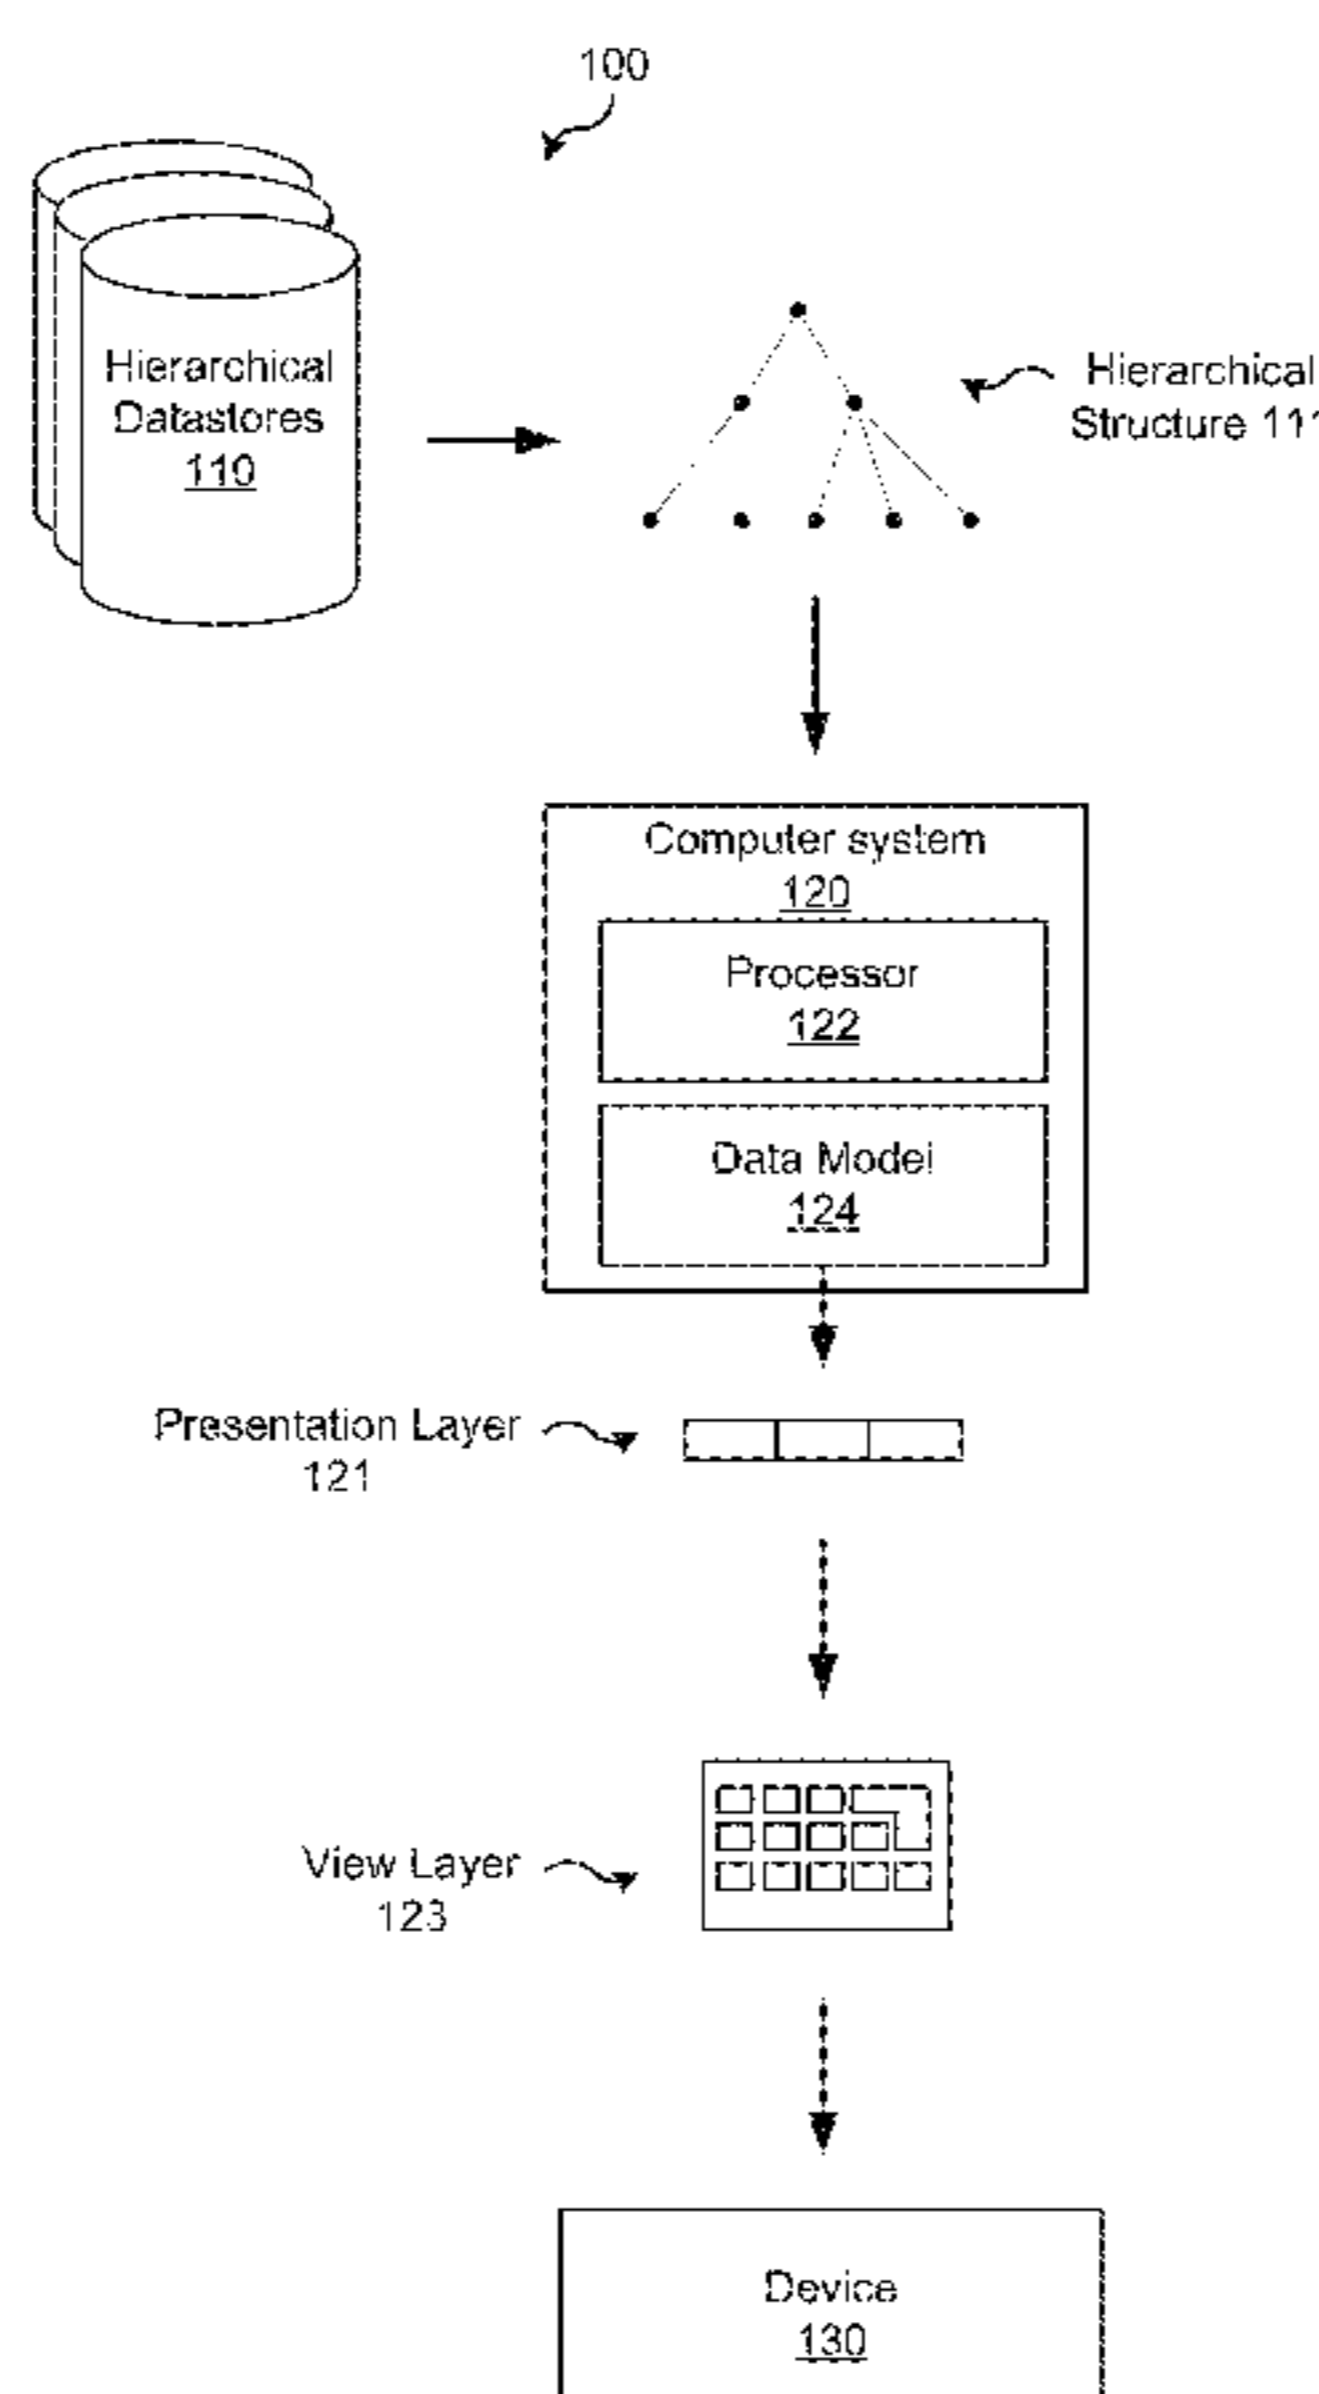 100
Hierarchical
Datastores
110
Hierarchical
Structure 111
Computer system
120
Processor
122
Data Model
124
Presentation Layer
121
View Layer
123
Device
130